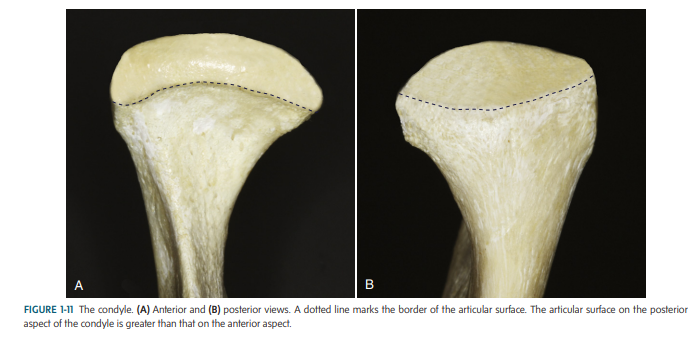 A
B
FIGURE 1-11 The condyle. (A) Anterior and (B) posterior views. A dotted line marks the border of the articular surface. The articular surface on the posterior
aspect of the condyle is greater than that on the anterior aspect.